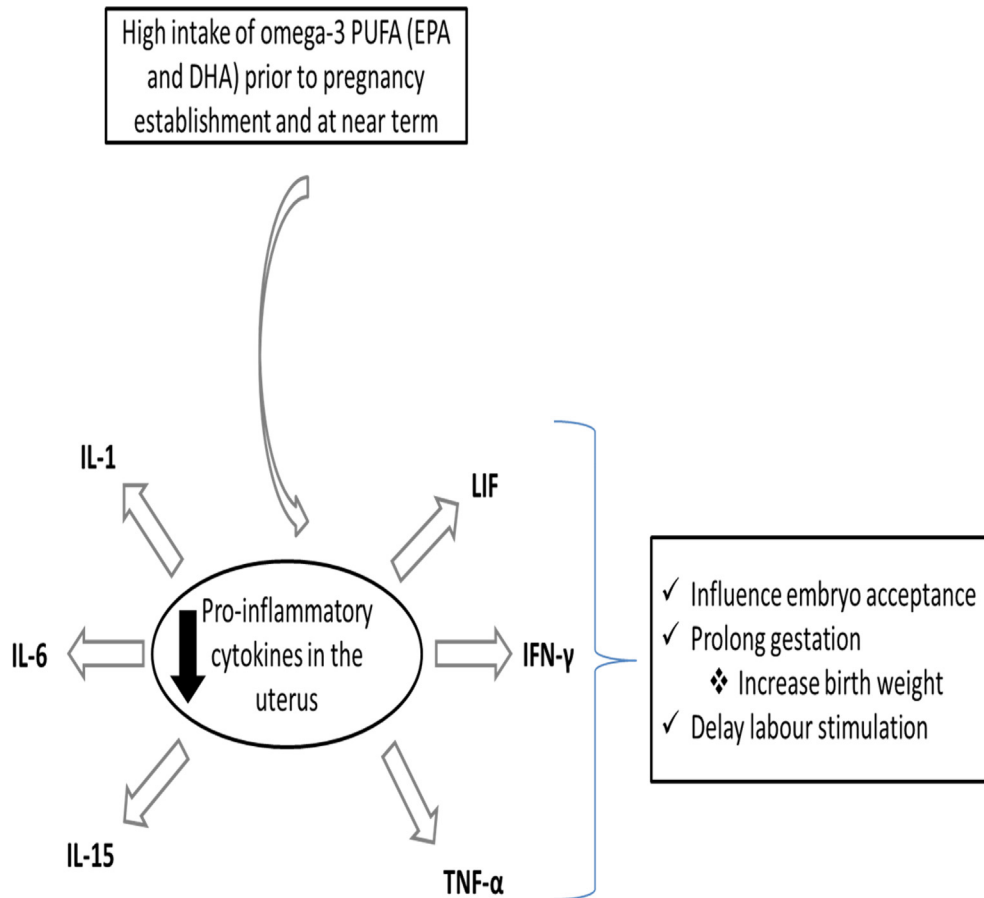 High intake of omega-3 PUFA (EPA
and DHA) prior to pregnancy
establishment and at near term
IL-1
LIF
Pro-inflammatory
cytokines in the
uterus
IL-6
IFN-γ
IL-15
TNF-α
✓ Influence embryo acceptance
✓ Prolong gestation
❖ Increase birth weight
✓ Delay labour stimulation